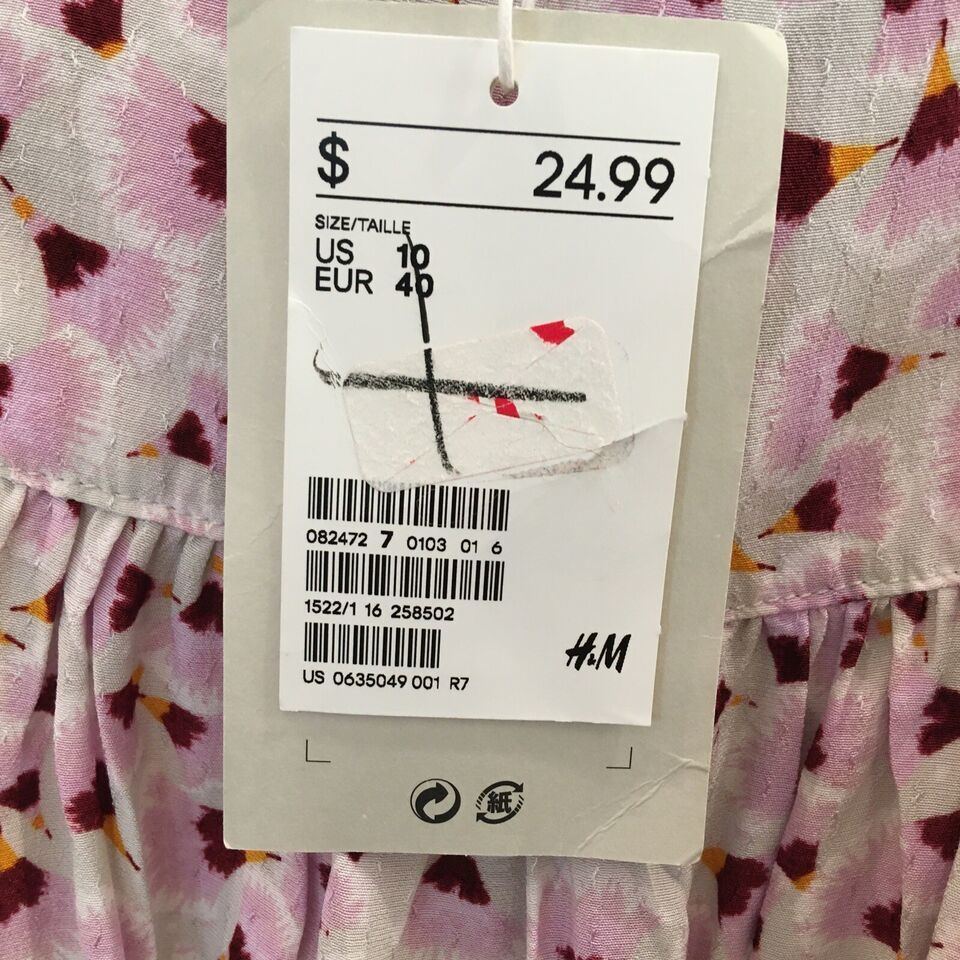 $ 24.99
SIZE/TAILLE
US 10
EUR 40
082472 7 0103 01 6
1522/1 16 258502
H&M
US 0635049 001 R7
紙